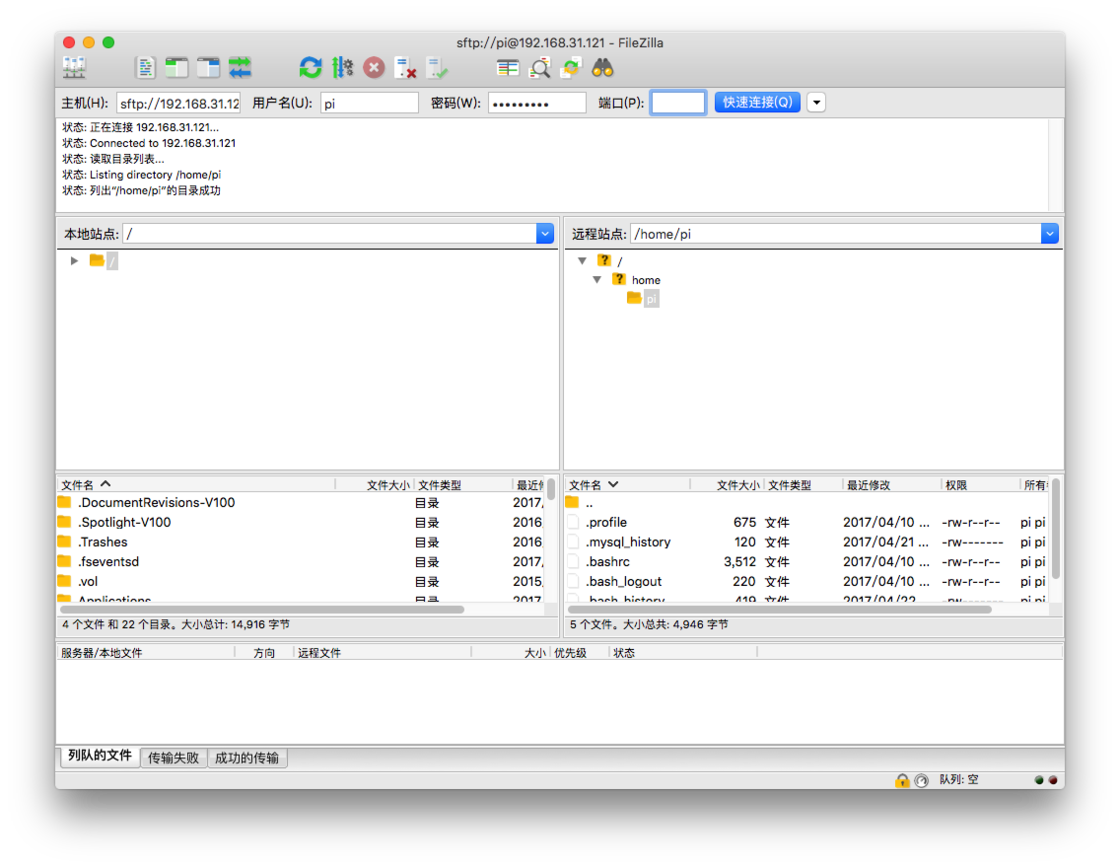 sftp://pi@192.168.31.121 - FileZilla
主机(H): sftp://192.168.31.12 用户名(U): pi 密码(W): ••••••••• 端口(P): 快速连接(Q)
状态: 正在连接 192.168.31.121...
状态: Connected to 192.168.31.121
状态: 读取目录列表...
状态: Listing directory /home/pi
状态: 列出“/home/pi”的目录成功
本地站点: /
/
远程站点: /home/pi
/
home
pi
文件名 文件大小 文件类型 最近修
.DocumentRevisions-V100 目录 2017,
.Spotlight-V100 目录 2016,
.Trashes 目录 2016,
.fseventsd 目录 2017,
.vol 目录 2015,
Applications 目录 2017
4 个文件 和 22 个目录。大小总计: 14,916 字节
文件名 文件大小 文件类型 最近修改 权限 所有
..
.profile 675 文件 2017/04/10 ... -rw-r--r-- pi pi
.mysql_history 120 文件 2017/04/21 ... -rw------- pi pi
.bashrc 3,512 文件 2017/04/10 ... -rw-r--r-- pi pi
.bash_logout 220 文件 2017/04/10 ... -rw-r--r-- pi pi
.bash_history 419 文件 2017/04/22 ... -rw------- pi pi
5 个文件。大小总共: 4,946 字节
服务器/本地文件 方向 远程文件 大小 优先级 状态
列队的文件 传输失败 成功的传输
队列: 空